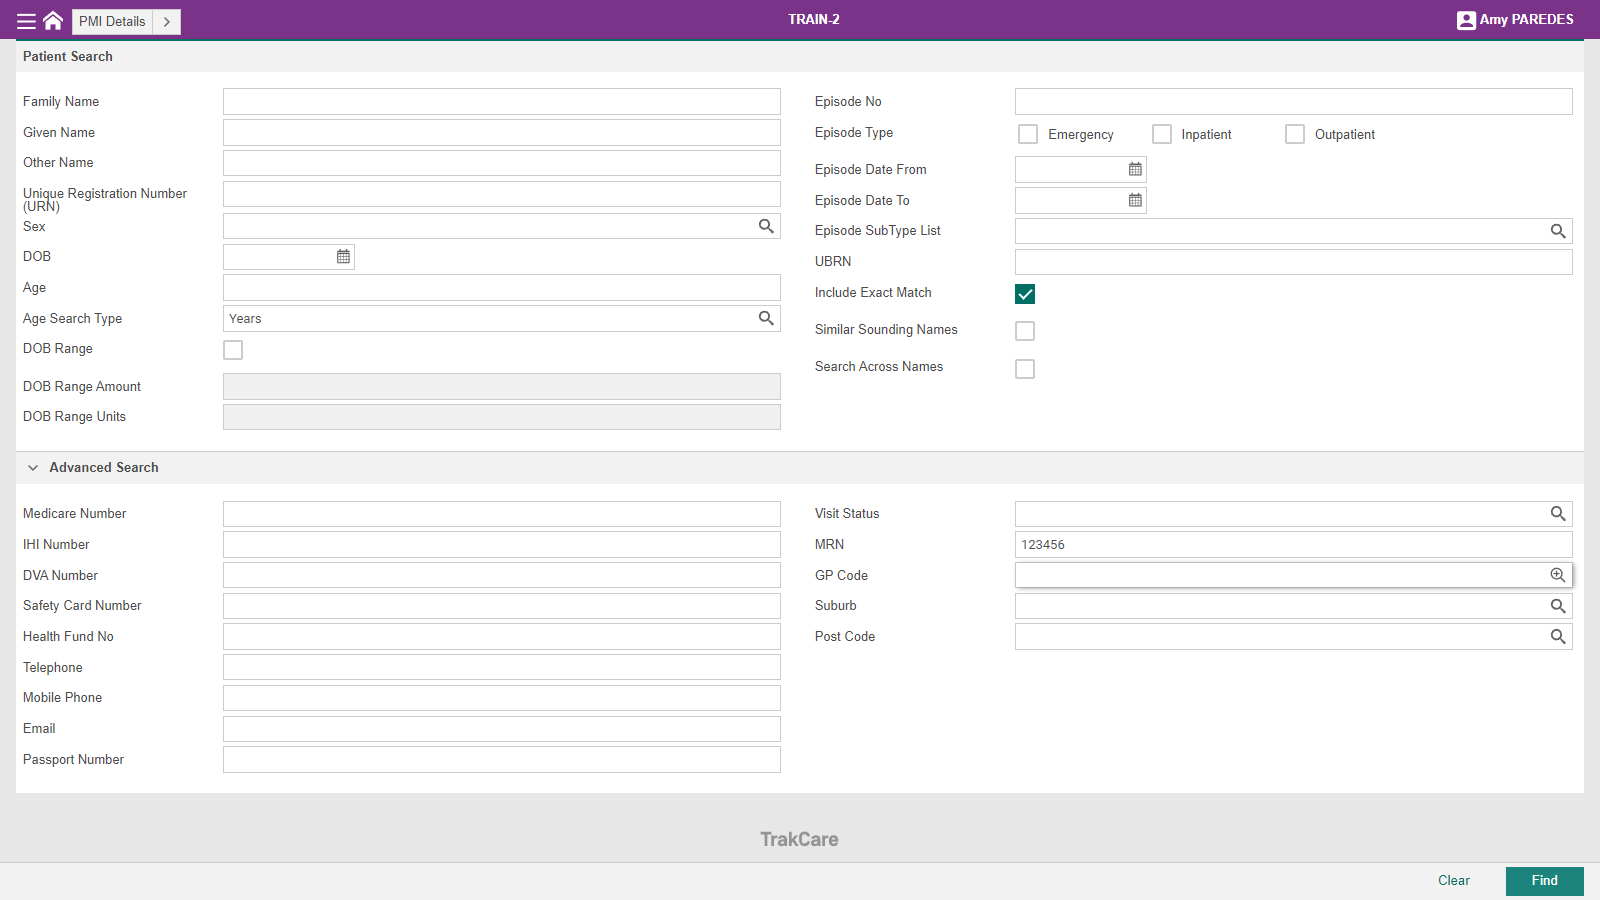 PMI Details
TRAIN-2
Amy PAREDES
Patient Search
Family Name
Given Name
Other Name
Unique Registration Number
(URN)
Sex
DOB
Age
Age Search Type
Years
DOB Range
DOB Range Amount
DOB Range Units
Episode No
Episode Type
Emergency
Inpatient
Outpatient
Episode Date From
Episode Date To
Episode SubType List
UBRN
Include Exact Match
Similar Sounding Names
Search Across Names
Advanced Search
Medicare Number
IHI Number
DVA Number
Safety Card Number
Health Fund No
Telephone
Mobile Phone
Email
Passport Number
Visit Status
MRN
123456
GP Code
Suburb
Post Code
TrakCare
Clear
Find